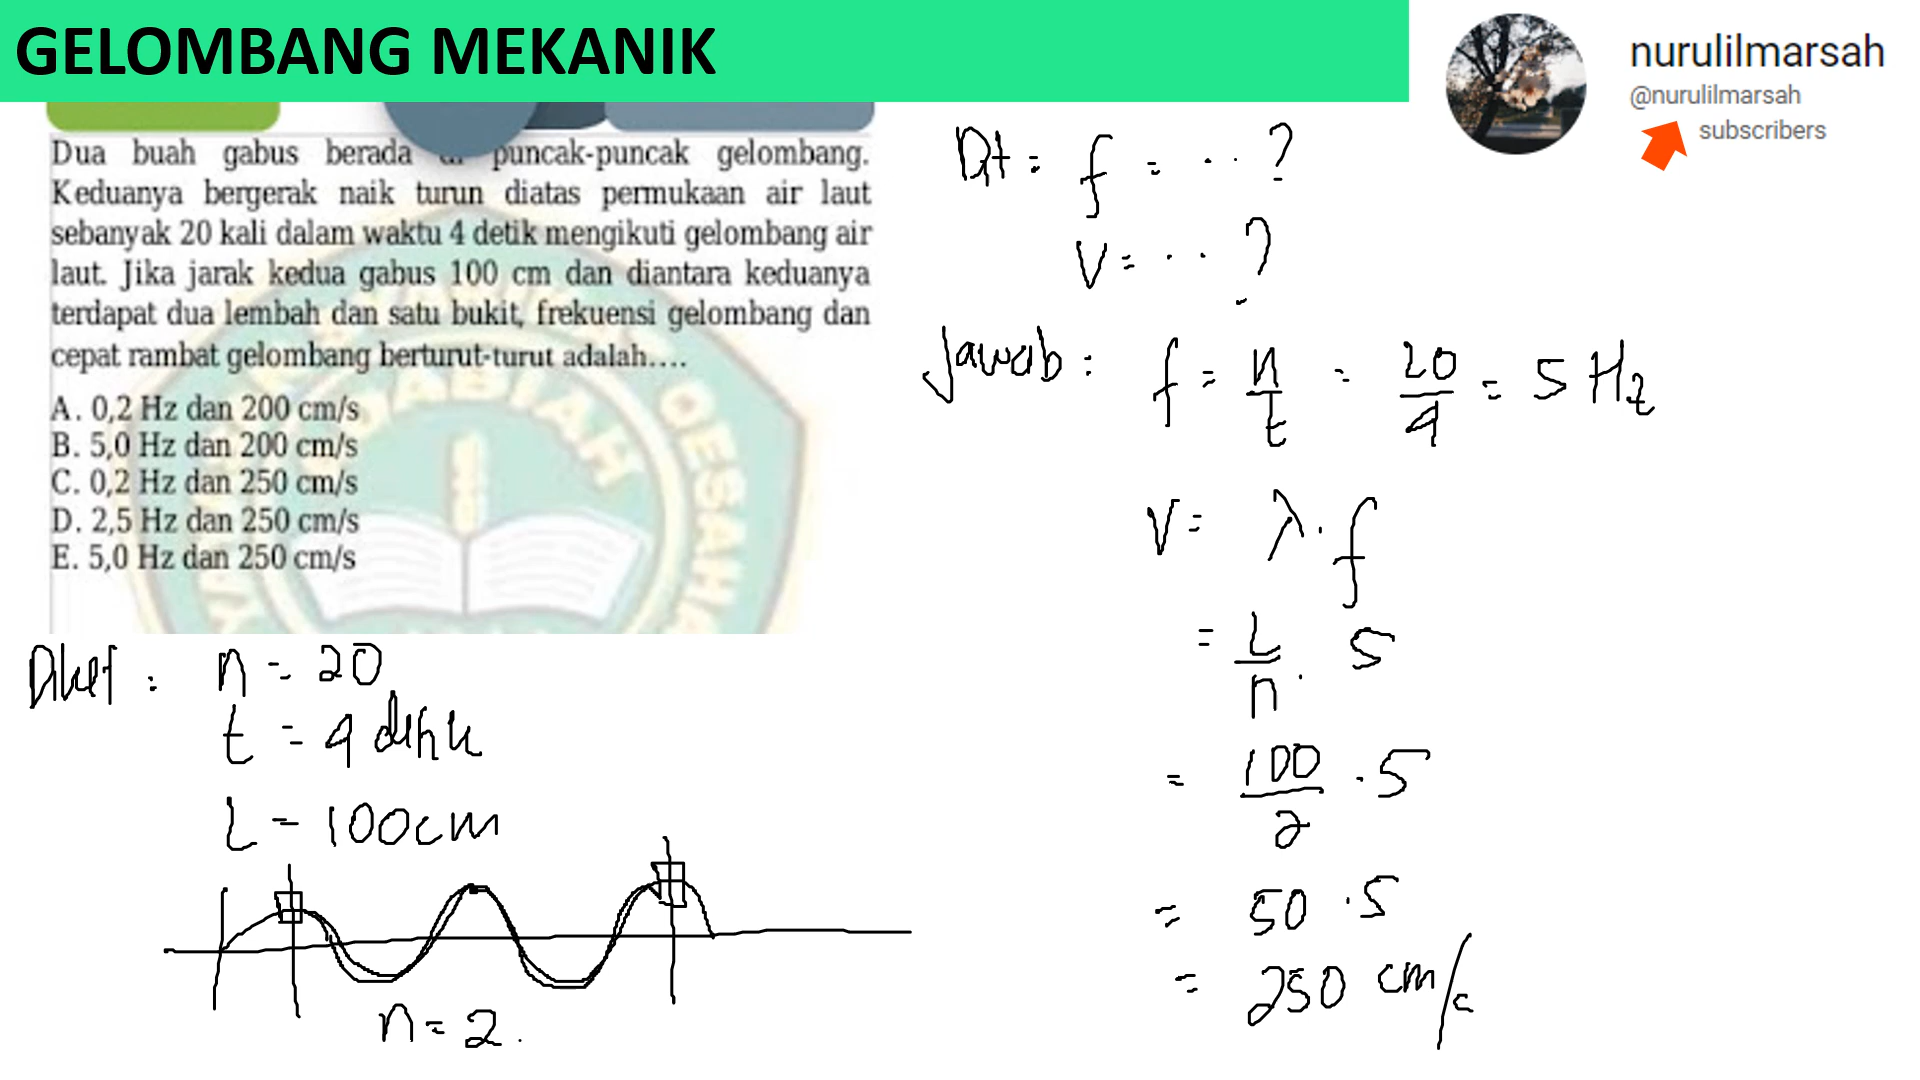 GELOMBANG MEKANIK
nurulilmarsah
@nurulilmarsah
subscribers
Dua buah gabus berada puncak-puncak gelombang.
Keduanya bergerak naik turun diatas permukaan air laut
sebanyak 20 kali dalam waktu 4 detik mengikuti gelombang air
laut. Jika jarak kedua gabus 100 cm dan diantara keduanya
terdapat dua lembah dan satu bukit, frekuensi gelombang dan
cepat rambat gelombang berturut-turut adalah....
A. 0,2 Hz dan 200 cm/s
B. 5,0 Hz dan 200 cm/s
C. 0,2 Hz dan 250 cm/s
D. 2,5 Hz dan 250 cm/s
E. 5,0 Hz dan 250 cm/s
Diket : n = 20
t = 4 detik
L = 100cm
n = 2.
Dit = f = ... ?
V = ... ?
Jawab : f = n/t = 20/4 = 5 Hz
V = λ . f
= L/n . 5
= 100/2 . 5
= 50 . 5
= 250 cm/s